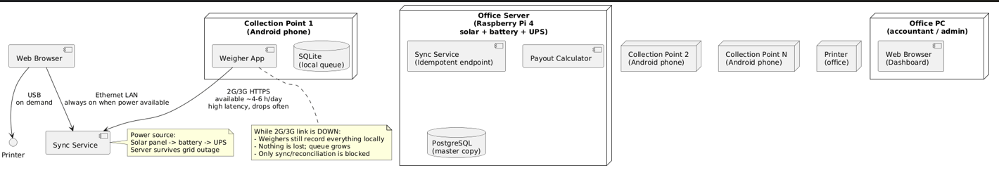 Collection Point 1
(Android phone)
Office Server
(Raspberry Pi 4
solar + battery + UPS)
Office PC
(accountant / admin)
Web Browser
Weigher App
SQLite
(local queue)
Sync Service
(Idempotent endpoint)
Payout Calculator
Collection Point 2
(Android phone)
Collection Point N
(Android phone)
Printer
(office)
Web Browser
(Dashboard)
USB
on demand
Ethernet LAN
always on when power available
2G/3G HTTPS
available ~4-6 h/day
high latency, drops often
Printer
Sync Service
Power source:
Solar panel -> battery -> UPS
Server survives grid outage
While 2G/3G link is DOWN:
- Weighers still record everything locally
- Nothing is lost; queue grows
- Only sync/reconciliation is blocked
PostgreSQL
(master copy)